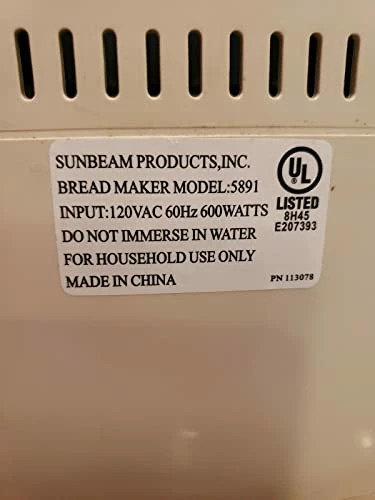 SUNBEAM PRODUCTS,INC.
BREAD MAKER MODEL:5891
INPUT:120VAC 60Hz 600WATTS
DO NOT IMMERSE IN WATER
FOR HOUSEHOLD USE ONLY
MADE IN CHINA
UL
LISTED
8H45
E207393
PN 113078